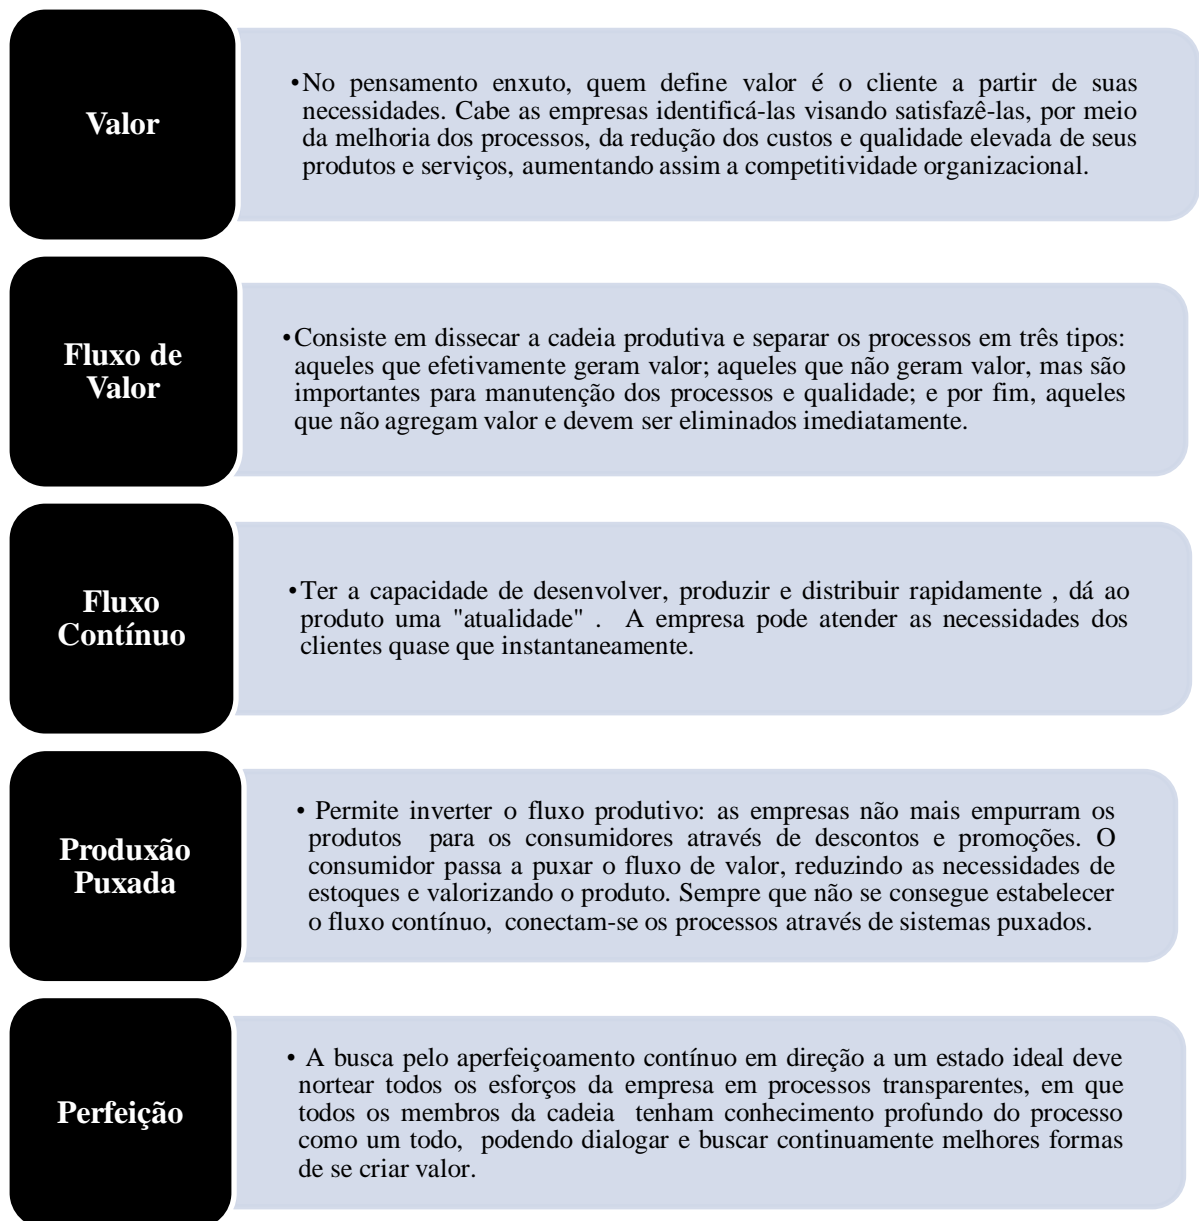 Valor
•No pensamento enxuto, quem define valor é o cliente a partir de suas
necessidades. Cabe as empresas identificá-las visando satisfazê-las, por meio
da melhoria dos processos, da redução dos custos e qualidade elevada de seus
produtos e serviços, aumentando assim a competitividade organizacional.
Fluxo de
Valor
•Consiste em dissecar a cadeia produtiva e separar os processos em três tipos:
aqueles que efetivamente geram valor; aqueles que não geram valor, mas são
importantes para manutenção dos processos e qualidade; e por fim, aqueles
que não agregam valor e devem ser eliminados imediatamente.
Fluxo
Contínuo
•Ter a capacidade de desenvolver, produzir e distribuir rapidamente , dá ao
produto uma "atualidade" . A empresa pode atender as necessidades dos
clientes quase que instantaneamente.
Produxão
Puxada
• Permite inverter o fluxo produtivo: as empresas não mais empurram os
produtos para os consumidores através de descontos e promoções. O
consumidor passa a puxar o fluxo de valor, reduzindo as necessidades de
estoques e valorizando o produto. Sempre que não se consegue estabelecer
o fluxo contínuo, conectam-se os processos através de sistemas puxados.
Perfeição
• A busca pelo aperfeiçoamento contínuo em direção a um estado ideal deve
nortear todos os esforços da empresa em processos transparentes, em que
todos os membros da cadeia tenham conhecimento profundo do processo
como um todo, podendo dialogar e buscar continuamente melhores formas
de se criar valor.